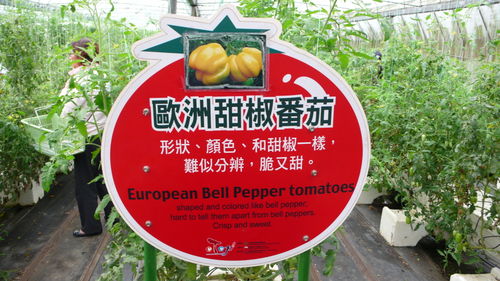 歐洲甜椒番茄
形狀、顏色、和甜椒一樣，
難似分辨，脆又甜。
European Bell Pepper tomatoes
shaped and colored like bell pepper,
hard to tell them apart from bell peppers.
Crisp and sweet.